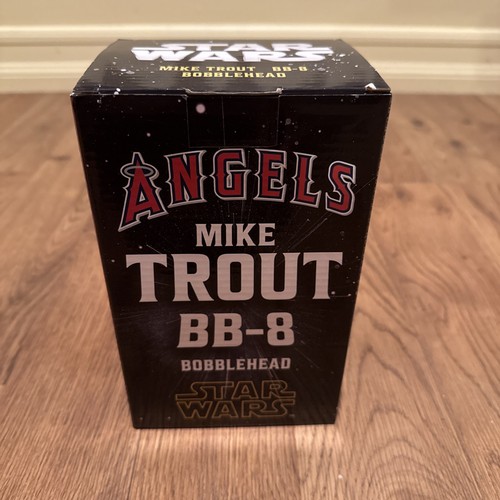 STAR
WARS
MIKE TROUT BB-8
BOBBLEHEAD
ANGELS
MIKE
TROUT
BB-8
BOBBLEHEAD
STAR
WARS